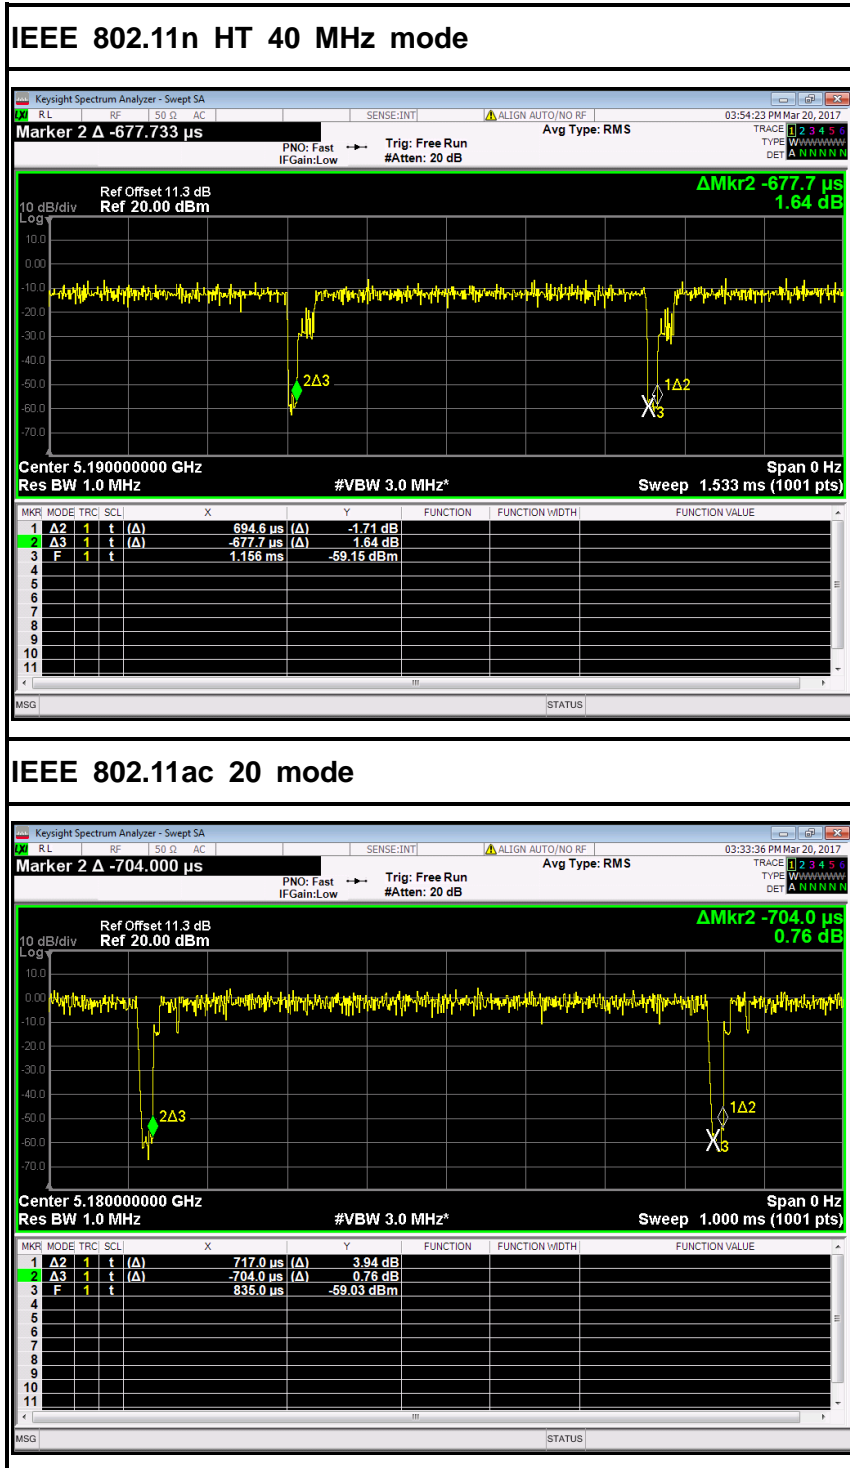 IEEE 802.11n HT 40 MHz mode
Keysight Spectrum Analyzer - Swept SA
LXI RL RF 50 Ω AC SENSE:INT ALIGN AUTO/NO RF 03:54:23 PM Mar 20, 2017
Marker 2 Δ -677.733 µs Avg Type: RMS TRACE 1 2 3 4 5 6
PNO: Fast Trig: Free Run TYPE WWWWWWW
IFGain:Low #Atten: 20 dB DET A N N N N N
ΔMkr2 -677.7 µs
Ref Offset 11.3 dB 1.64 dB
10 dB/div Ref 20.00 dBm
Log
10.0
0.00
-10.0
-20.0
-30.0
-40.0
-50.0
-60.0
-70.0
2Δ3
1Δ2
3
Center 5.190000000 GHz Span 0 Hz
Res BW 1.0 MHz #VBW 3.0 MHz* Sweep 1.533 ms (1001 pts)
MKR MODE TRC SCL X Y FUNCTION FUNCTION WIDTH FUNCTION VALUE
1 Δ2 1 t (Δ) 694.6 µs (Δ) -1.71 dB
2 Δ3 1 t (Δ) -677.7 µs (Δ) 1.64 dB
3 F 1 t 1.156 ms -59.15 dBm
4
5
6
7
8
9
10
11
MSG STATUS
IEEE 802.11ac 20 mode
Keysight Spectrum Analyzer - Swept SA
LXI RL RF 50 Ω AC SENSE:INT ALIGN AUTO/NO RF 03:33:36 PM Mar 20, 2017
Marker 2 Δ -704.000 µs Avg Type: RMS TRACE 1 2 3 4 5 6
PNO: Fast Trig: Free Run TYPE WWWWWWW
IFGain:Low #Atten: 20 dB DET A N N N N N
ΔMkr2 -704.0 µs
Ref Offset 11.3 dB 0.76 dB
10 dB/div Ref 20.00 dBm
Log
10.0
0.00
-10.0
-20.0
-30.0
-40.0
-50.0
-60.0
-70.0
2Δ3
1Δ2
3
Center 5.180000000 GHz Span 0 Hz
Res BW 1.0 MHz #VBW 3.0 MHz* Sweep 1.000 ms (1001 pts)
MKR MODE TRC SCL X Y FUNCTION FUNCTION WIDTH FUNCTION VALUE
1 Δ2 1 t (Δ) 717.0 µs (Δ) 3.94 dB
2 Δ3 1 t (Δ) -704.0 µs (Δ) 0.76 dB
3 F 1 t 835.0 µs -59.03 dBm
4
5
6
7
8
9
10
11
MSG STATUS